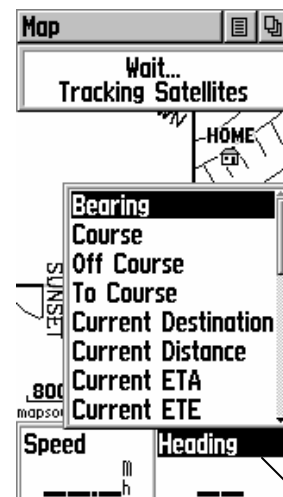 Map
Wait...
Tracking Satellites
HOME
Bearing
Course
Off Course
To Course
Current Destination
Current Distance
Current ETA
Current ETE
SUNSET
800
mapsou
Speed
Heading
m
h